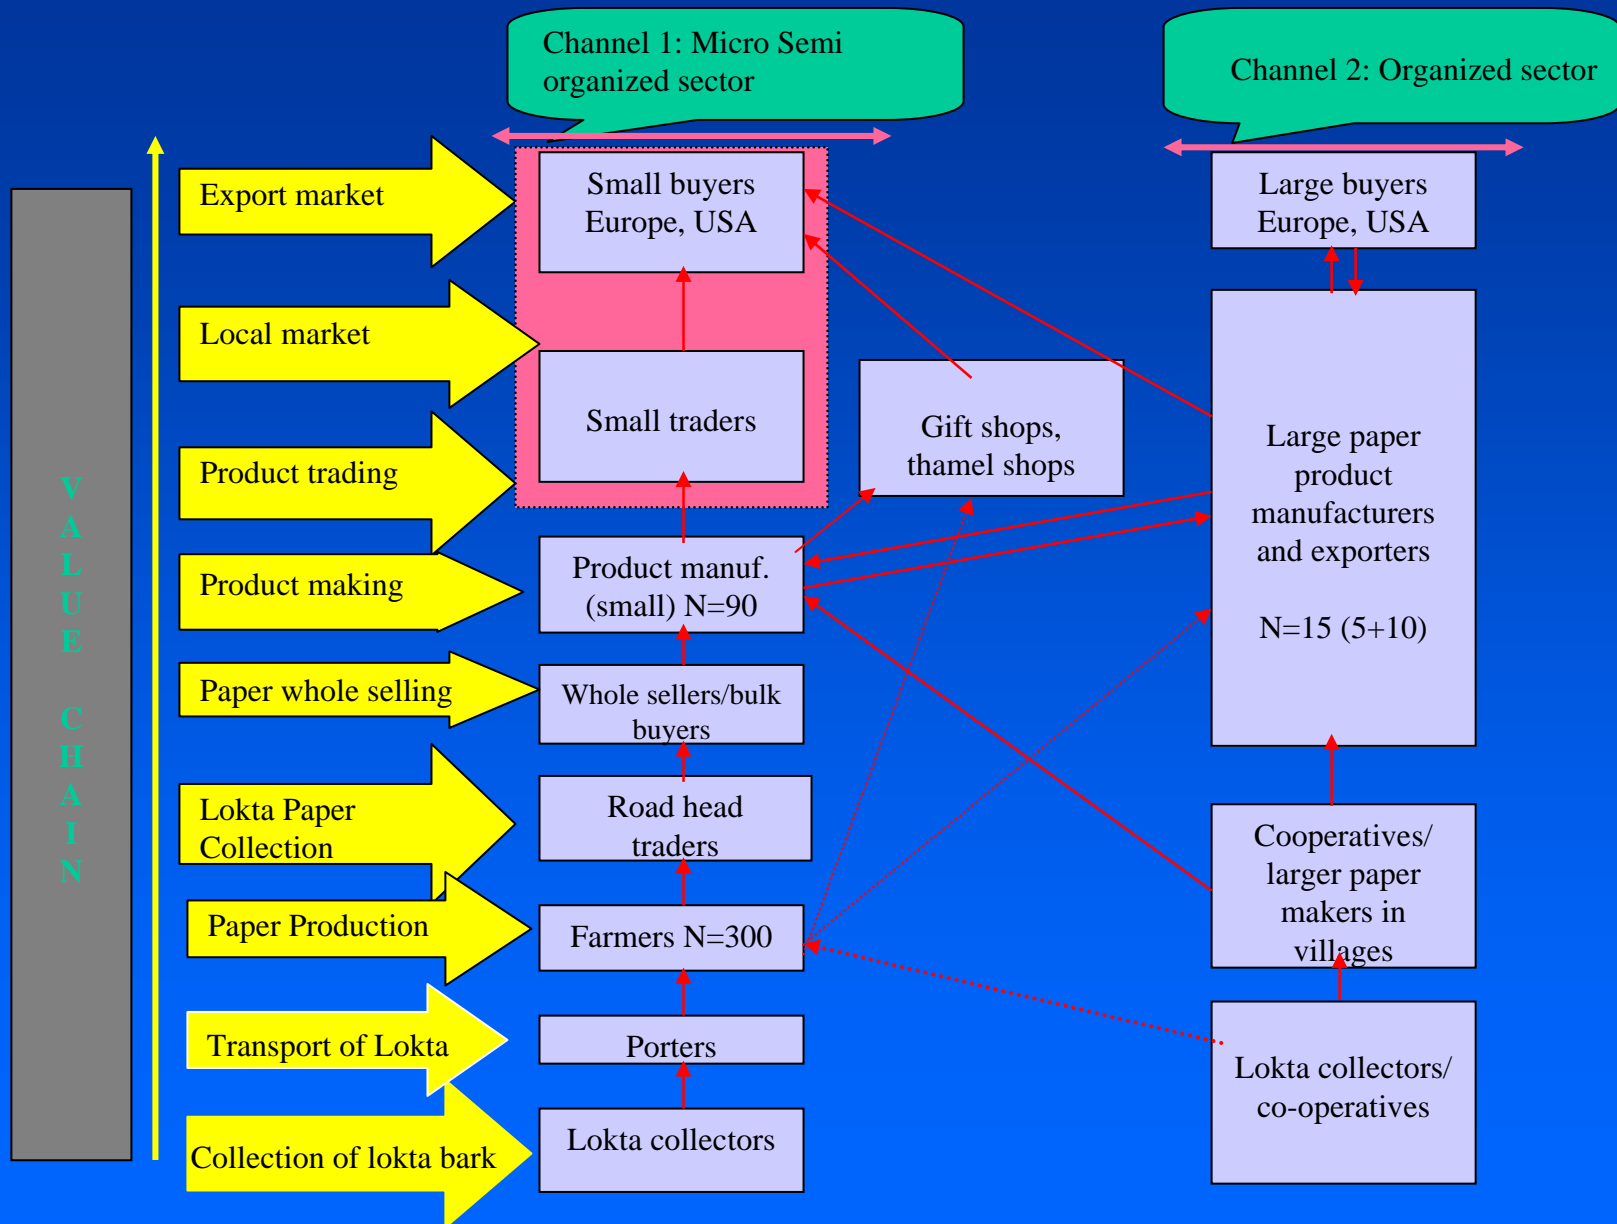 Channel 1: Micro Semi
organized sector
Channel 2: Organized sector
VALUE CHAIN
Export market
Small buyers
Europe, USA
Large buyers
Europe, USA
Local market
Small traders
Gift shops,
thamel shops
Large paper
product
manufacturers
and exporters
N=15 (5+10)
Product trading
Product making
Product manuf.
(small) N=90
Paper whole selling
Whole sellers/bulk
buyers
Lokta Paper
Collection
Road head
traders
Cooperatives/
larger paper
makers in
villages
Paper Production
Farmers N=300
Transport of Lokta
Porters
Lokta collectors/
co-operatives
Collection of lokta bark
Lokta collectors